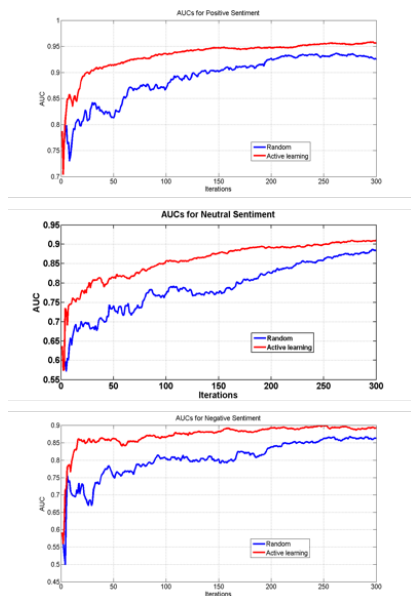 AUCs for Positive Sentiment
1
0.95
0.9
0.85
0.8
0.75
0.7
AUC
0 50 100 150 200 250 300
Iterations
Random
Active learning
AUCs for Neutral Sentiment
0.95
0.9
0.85
0.8
0.75
0.7
0.65
0.6
0.55
AUC
0 50 100 150 200 250 300
Iterations
Random
Active learning
AUCs for Negative Sentiment
0.9
0.85
0.8
0.75
0.7
0.65
0.6
0.55
0.5
0.45
AUC
0 50 100 150 200 250 300
Iterations
Random
Active learning